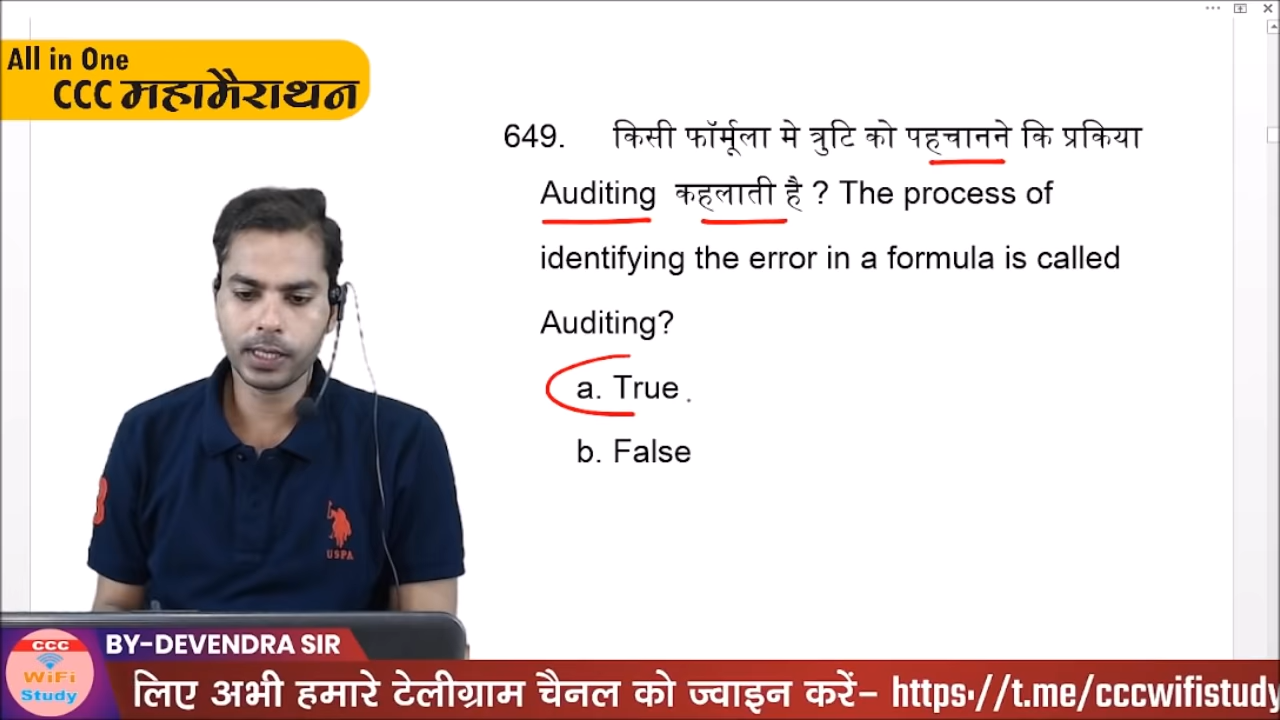 All in One
CCC महामैराथन
649. किसी फॉर्मूला मे त्रुटि को पहचानने कि प्रकिया
Auditing कहलाती है ? The process of
identifying the error in a formula is called
Auditing?
a. True
b. False
USPA
3
BY-DEVENDRA SIR
CCC
WiFi
Study
लिए अभी हमारे टेलीग्राम चैनल को ज्वाइन करें– https://t.me/cccwifistudy